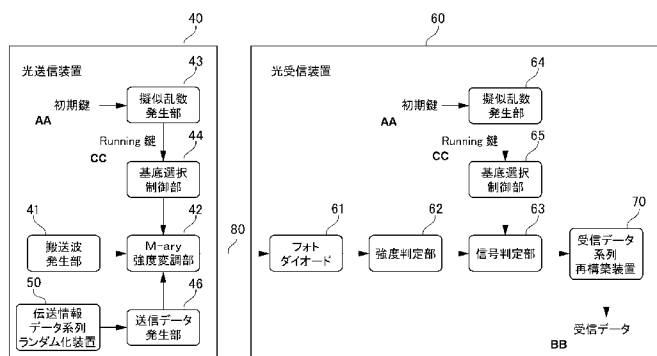 40
光送信装置
43
初期鍵
AA
擬似乱数
発生部
Running 鍵
CC
44
基底選択
制御部
41
搬送波
発生部
42
M-ary
強度変調部
50
伝送情報
データ系列
ランダム化装置
46
送信データ
発生部
80
60
光受信装置
64
初期鍵
AA
擬似乱数
発生部
Running 鍵
CC
65
基底選択
制御部
61
フォト
ダイオード
62
強度判定部
63
信号判定部
70
受信データ
系列
再構築装置
受信データ
BB